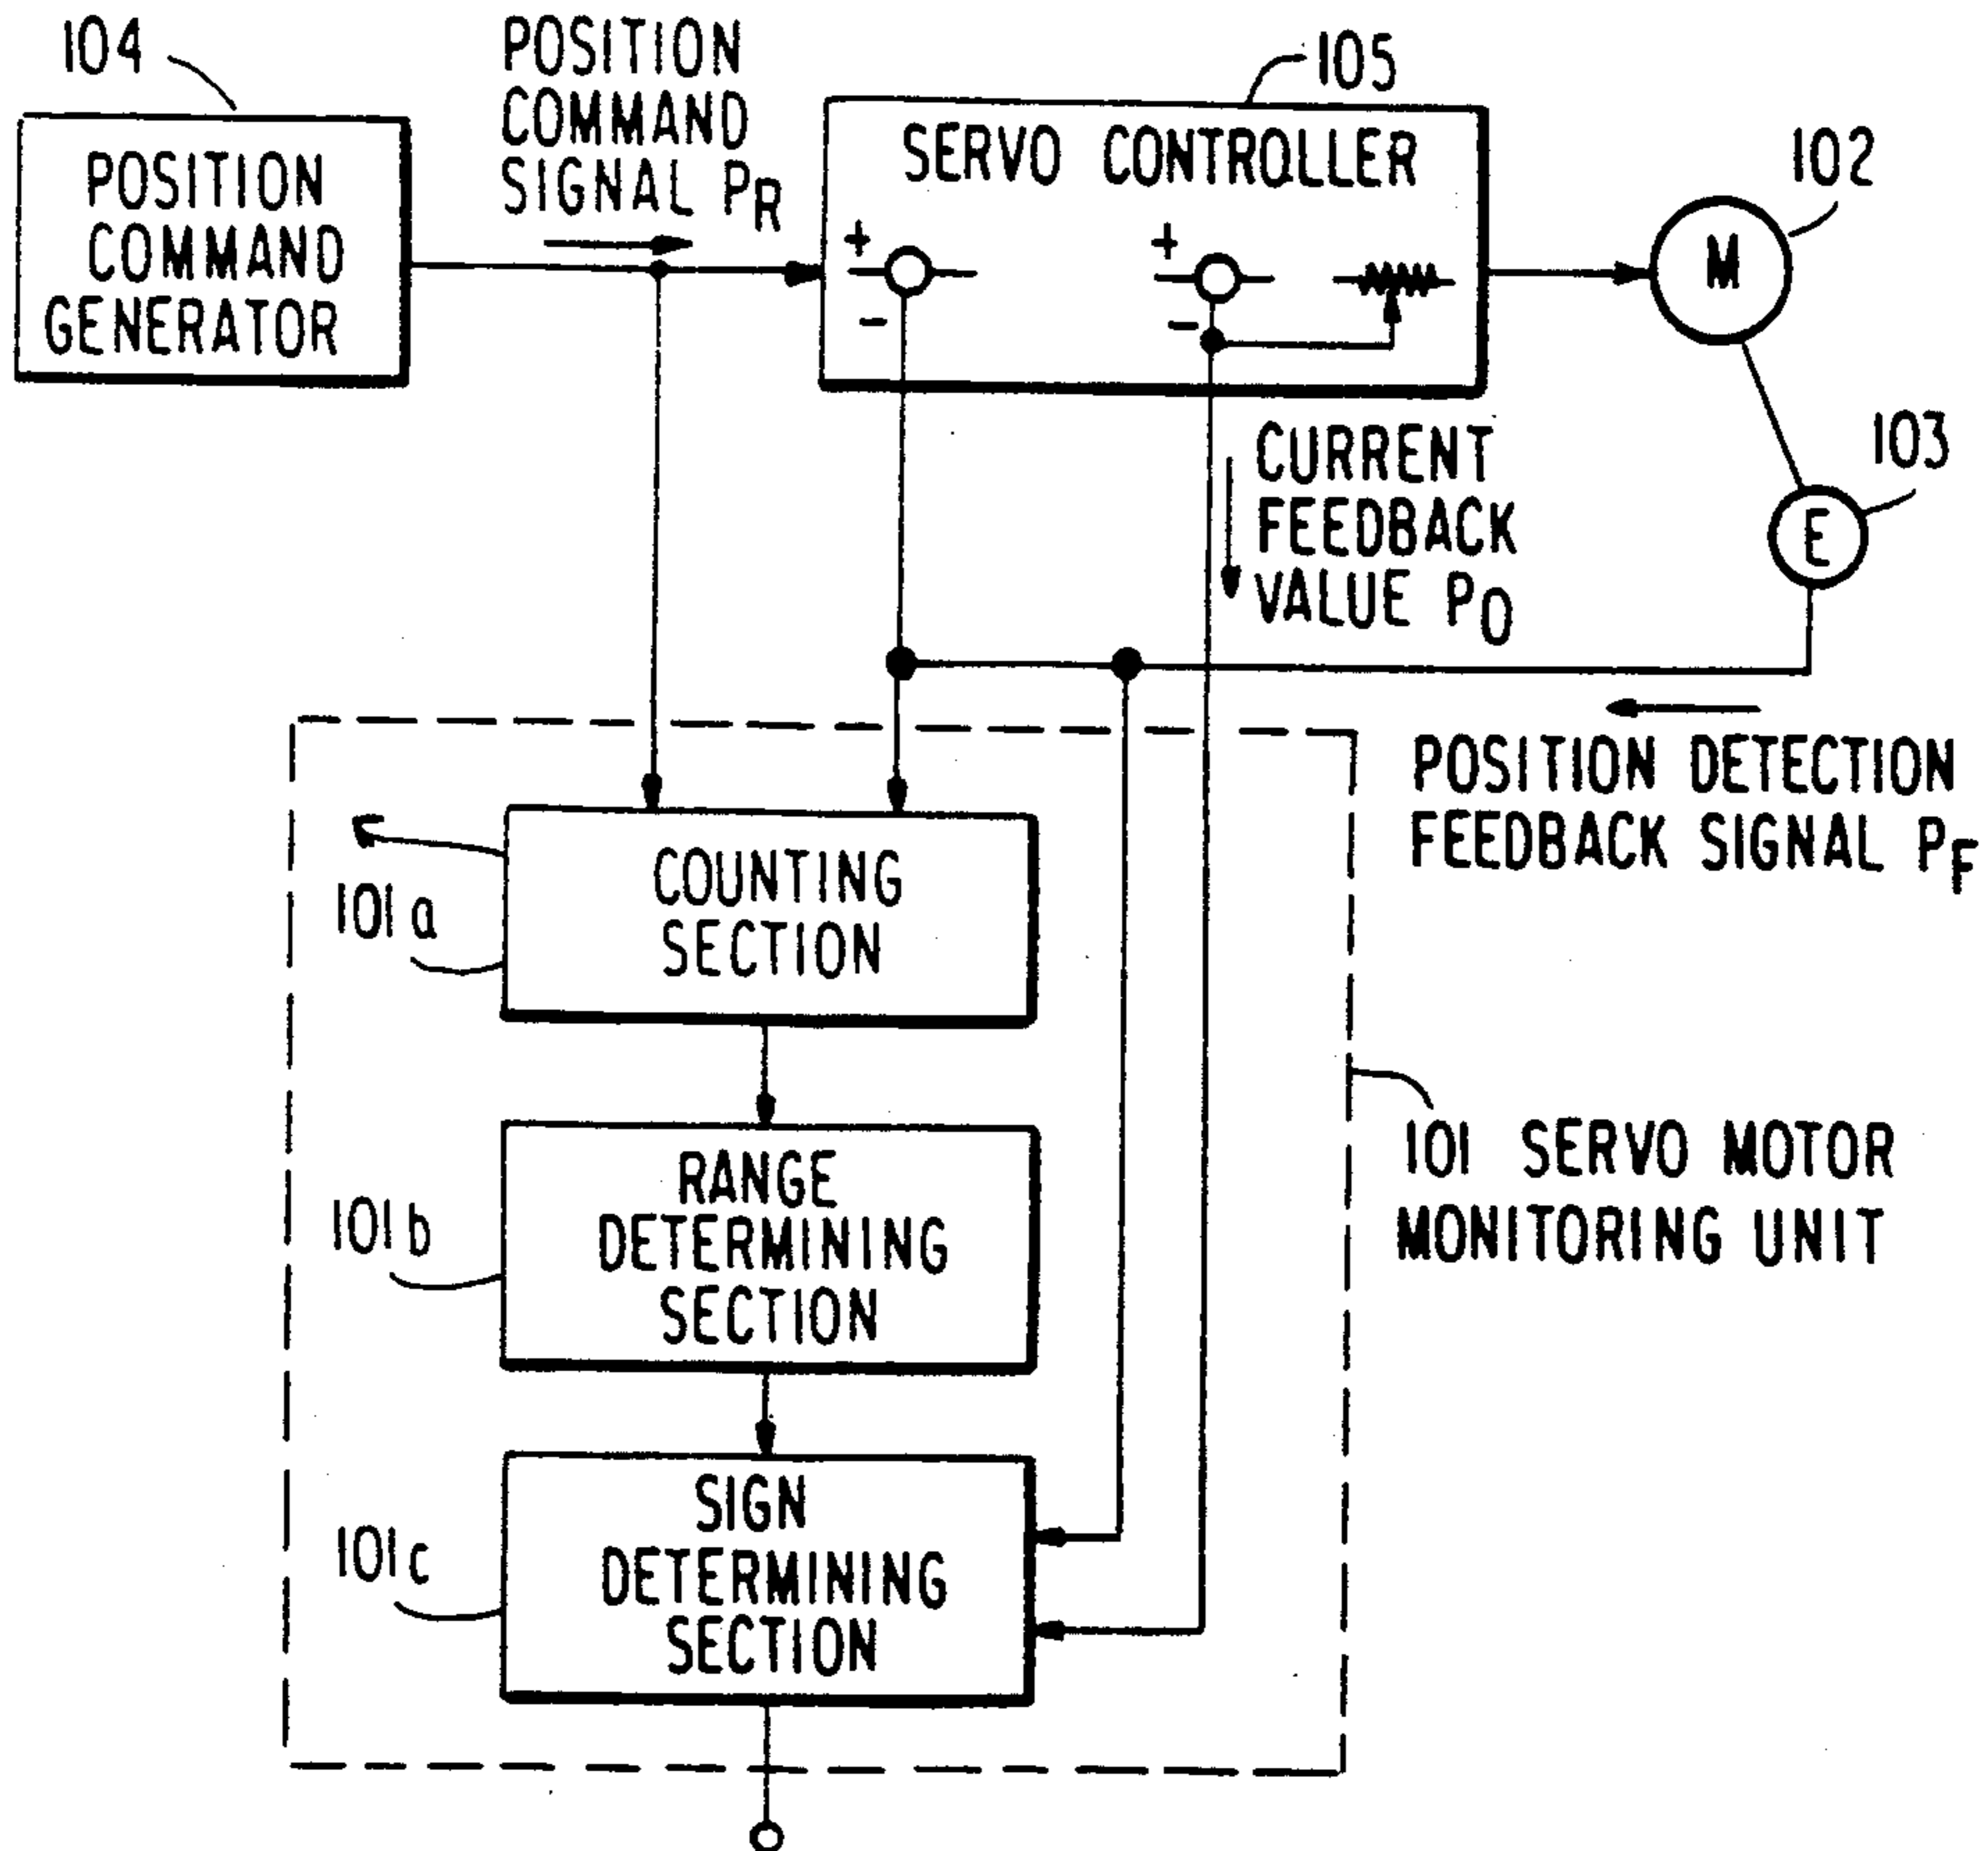 104
POSITION
COMMAND
GENERATOR
POSITION
COMMAND
SIGNAL PR
105
SERVO CONTROLLER
+
-
+
-
102
M
103
E
CURRENT
FEEDBACK
VALUE PO
POSITION DETECTION
FEEDBACK SIGNAL PF
101a
COUNTING
SECTION
101b
RANGE
DETERMINING
SECTION
101 SERVO MOTOR
MONITORING UNIT
101c
SIGN
DETERMINING
SECTION